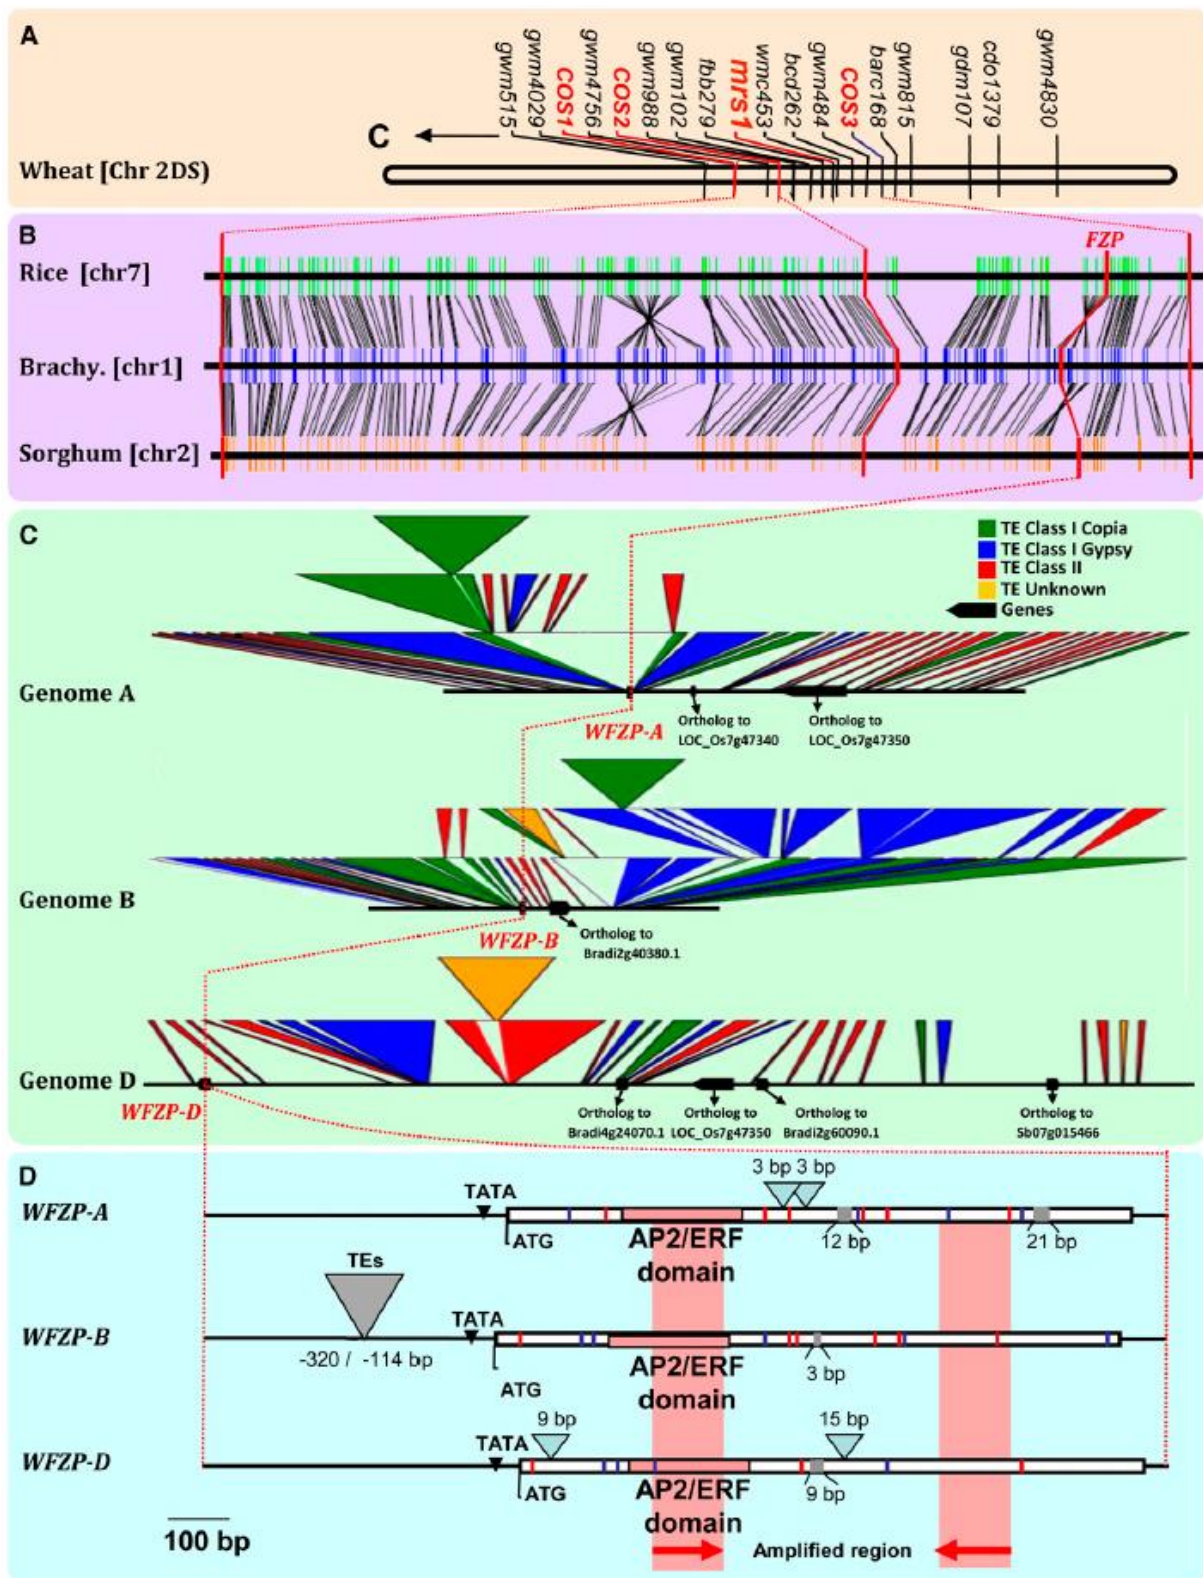 A
gwm515
gwm4029
COS1
gwm4756
COS2
gwm988
gwm102
fbb279
mrs1
wmc453
bcd262
gwm484
COS3
barc168
gwm815
gdm107
cdo1379
gwm4830
C
Wheat [Chr 2DS)
B
FZP
Rice [chr7]
Brachy. [chr1]
Sorghum [chr2]
C
TE Class I Copia
TE Class I Gypsy
TE Class II
TE Unknown
Genes
Genome A
WFZP-A
Ortholog to
LOC_Os7g47340
Ortholog to
LOC_Os7g47350
Genome B
WFZP-B
Ortholog to
Bradi2g40380.1
Genome D
WFZP-D
Ortholog to
Bradi4g24070.1
Ortholog to
LOC_Os7g47350
Ortholog to
Bradi2g60090.1
Ortholog to
Sb07g015466
D
3 bp 3 bp
WFZP-A
TATA
ATG
AP2/ERF
domain
12 bp
21 bp
TEs
WFZP-B
TATA
-320 / -114 bp
ATG
AP2/ERF
domain
3 bp
9 bp
15 bp
WFZP-D
TATA
ATG
AP2/ERF
domain
9 bp
100 bp
Amplified region